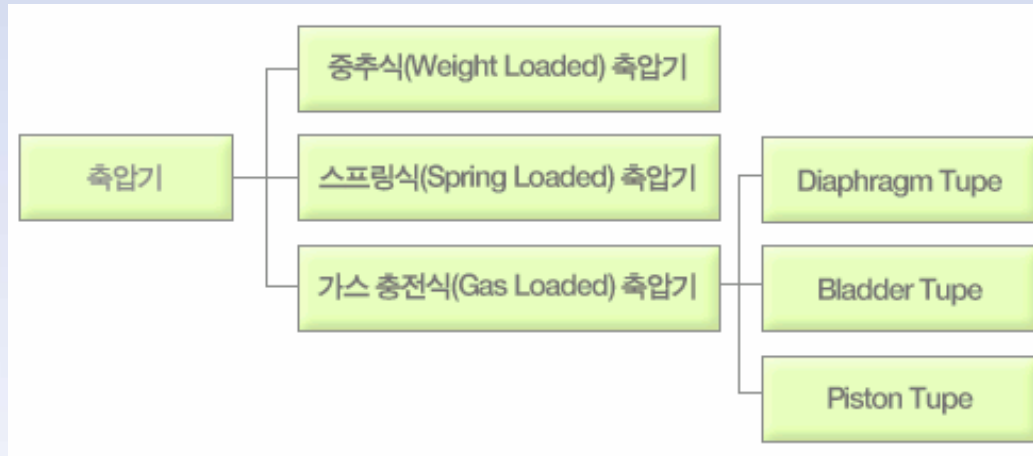 축압기
중추식(Weight Loaded) 축압기
스프링식(Spring Loaded) 축압기
가스 충전식(Gas Loaded) 축압기
Diaphragm Tupe
Bladder Tupe
Piston Tupe